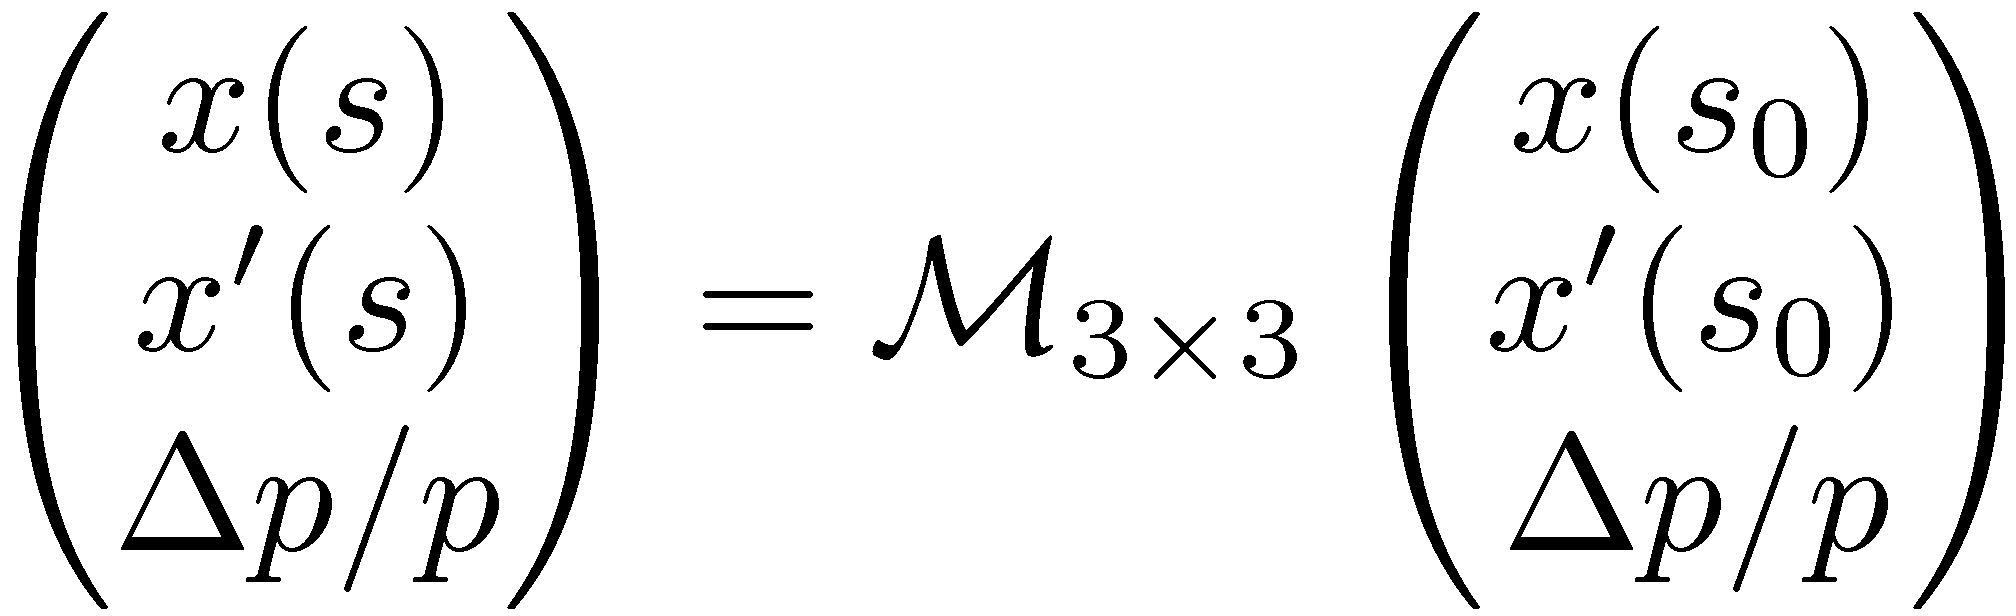 x(s) x(s₀)
x′(s) = ℳ₃ₓ₃ x′(s₀)
Δp/p Δp/p